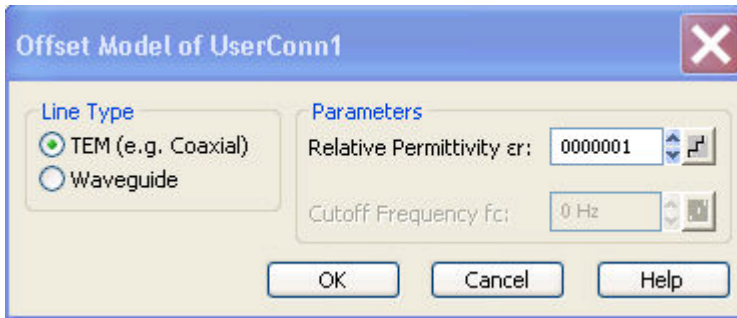 Offset Model of UserConn1
Line Type
TEM (e.g. Coaxial)
Waveguide
Parameters
Relative Permittivity εr: 0000001
Cutoff Frequency fc: 0 Hz
OK Cancel Help